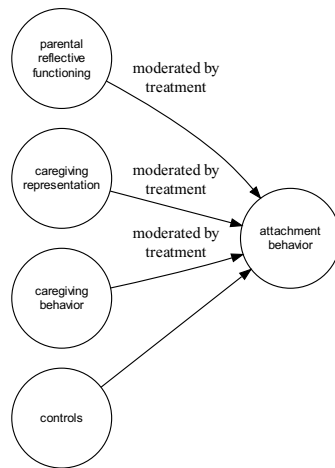 parental
reflective
functioning
moderated by
treatment
caregiving
representation
moderated by
treatment
moderated by
treatment
attachment
behavior
caregiving
behavior
controls